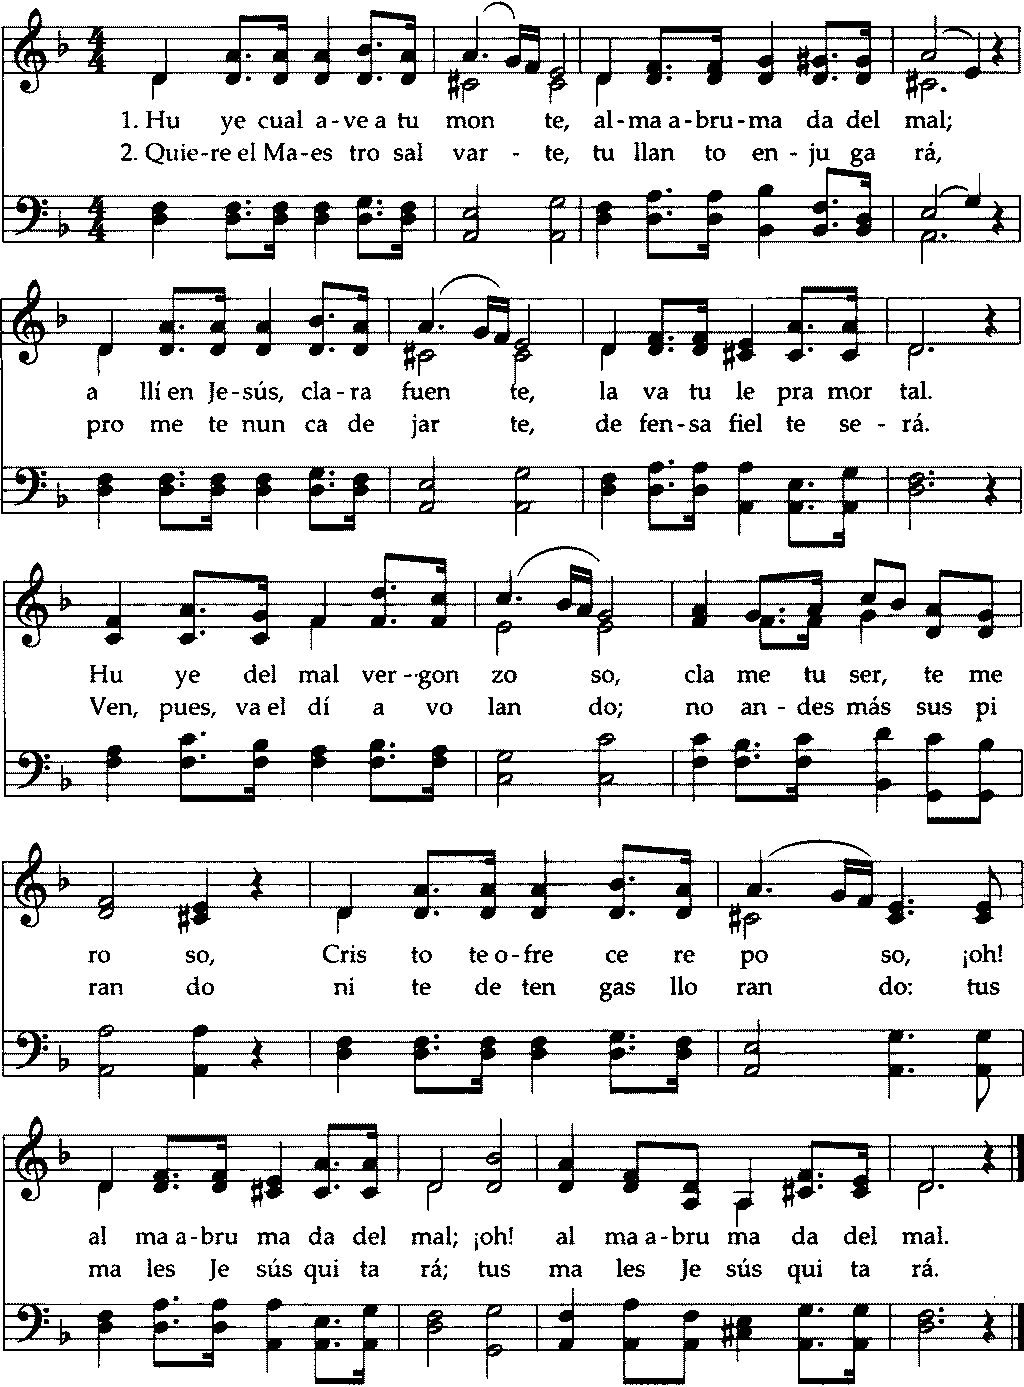 1. Hu ye cual a-ve a tu mon te, al-ma a-bru-ma da del mal;
2. Quie-re el Ma-es tro sal var - te, tu llan to en-ju ga rá,
a llí en Je-sús, cla-ra fuen te, la va tu le pra mor tal.
pro me te nun ca de jar te, de fen-sa fiel te se-rá.
Hu ye del mal ver--gon zo so, cla me tu ser, te me
Ven, pues, va el dí a vo lan do; no an-des más sus pi
ro so, Cris to te o-fre ce re po so, ¡oh!
ran do ni te de ten gas llo ran do: tus
al ma a-bru ma da del mal; ¡oh! al ma a-bru ma da del mal.
ma les Je sús qui ta rá; tus ma les Je sús qui ta rá.